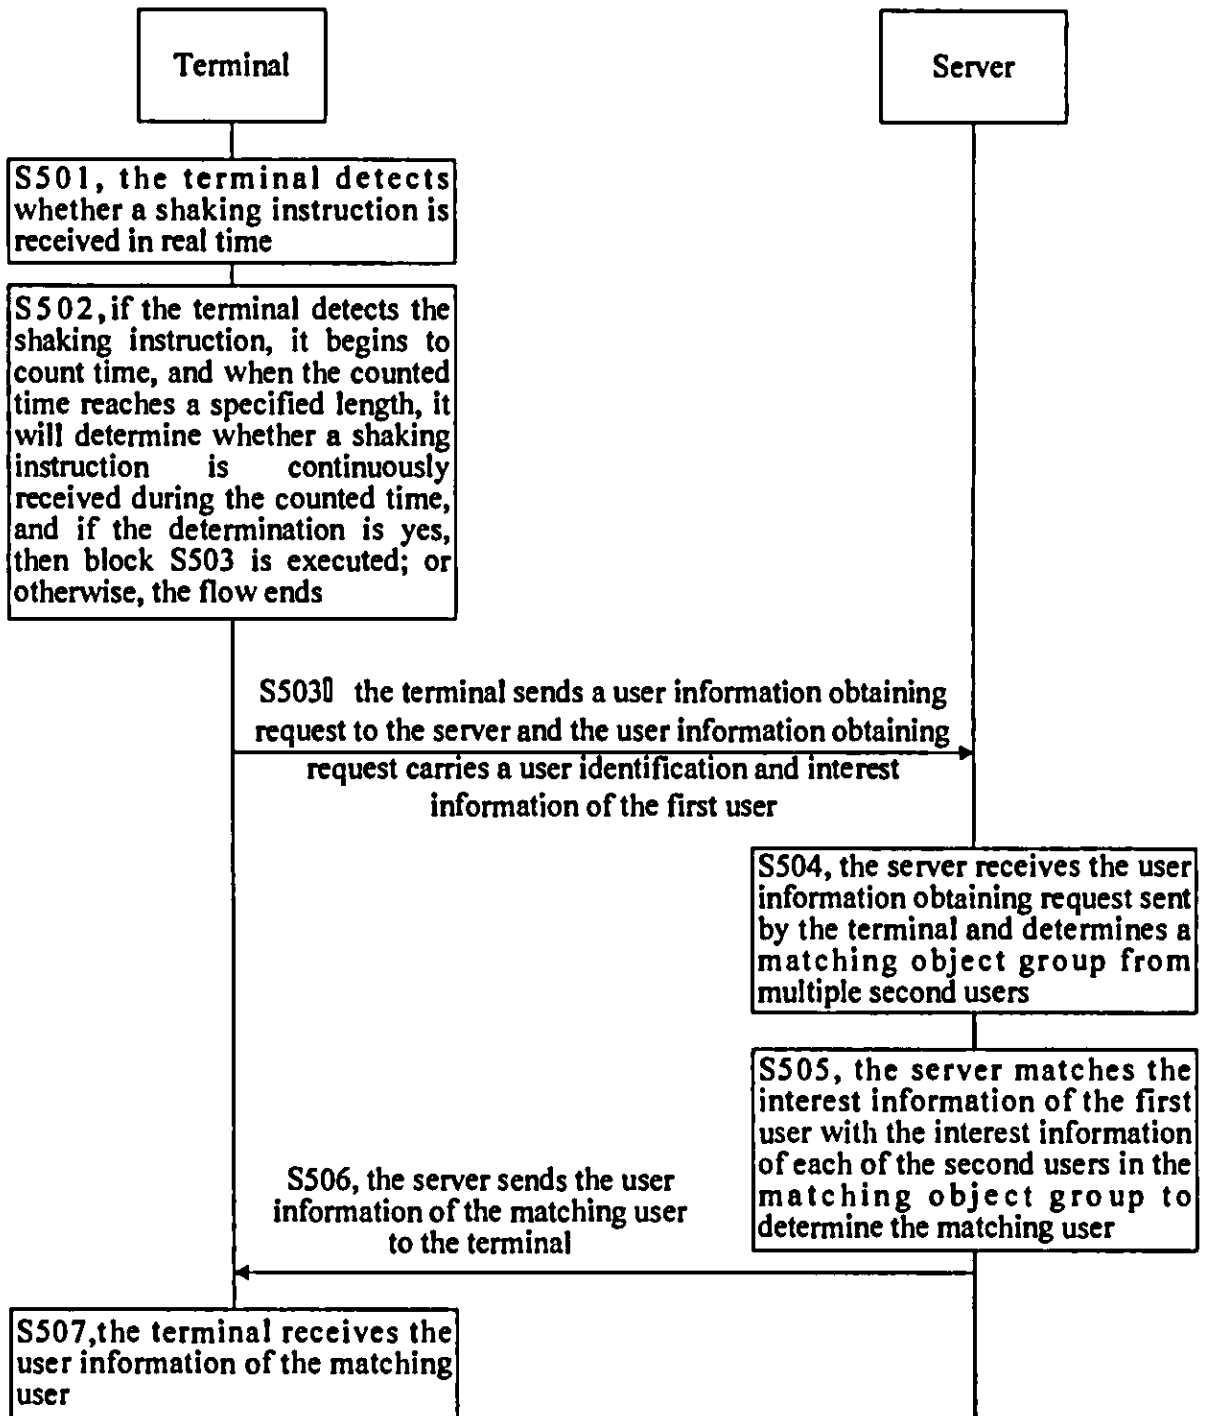 Terminal
Server
S501, the terminal detects
whether a shaking instruction is
received in real time
S502,if the terminal detects the
shaking instruction, it begins to
count time, and when the counted
time reaches a specified length, it
will determine whether a shaking
instruction is continuously
received during the counted time,
and if the determination is yes,
then block S503 is executed; or
otherwise, the flow ends
S503▯ the terminal sends a user information obtaining
request to the server and the user information obtaining
request carries a user identification and interest
information of the first user
S504, the server receives the user
information obtaining request sent
by the terminal and determines a
matching object group from
multiple second users
S505, the server matches the
interest information of the first
user with the interest information
of each of the second users in the
matching object group to
determine the matching user
S506, the server sends the user
information of the matching user
to the terminal
S507,the terminal receives the
user information of the matching
user